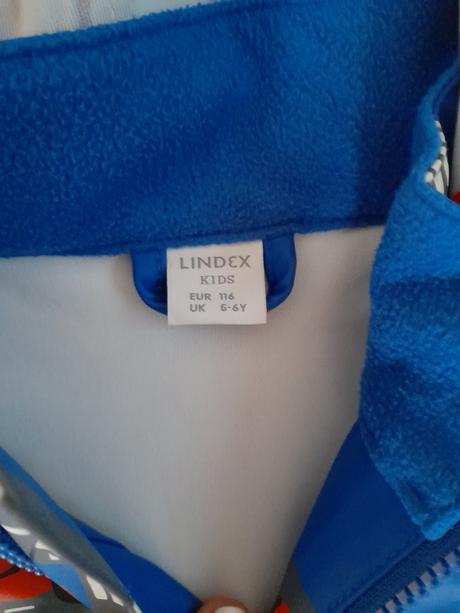 LINDEX
KIDS
EUR 116
UK 5-6Y